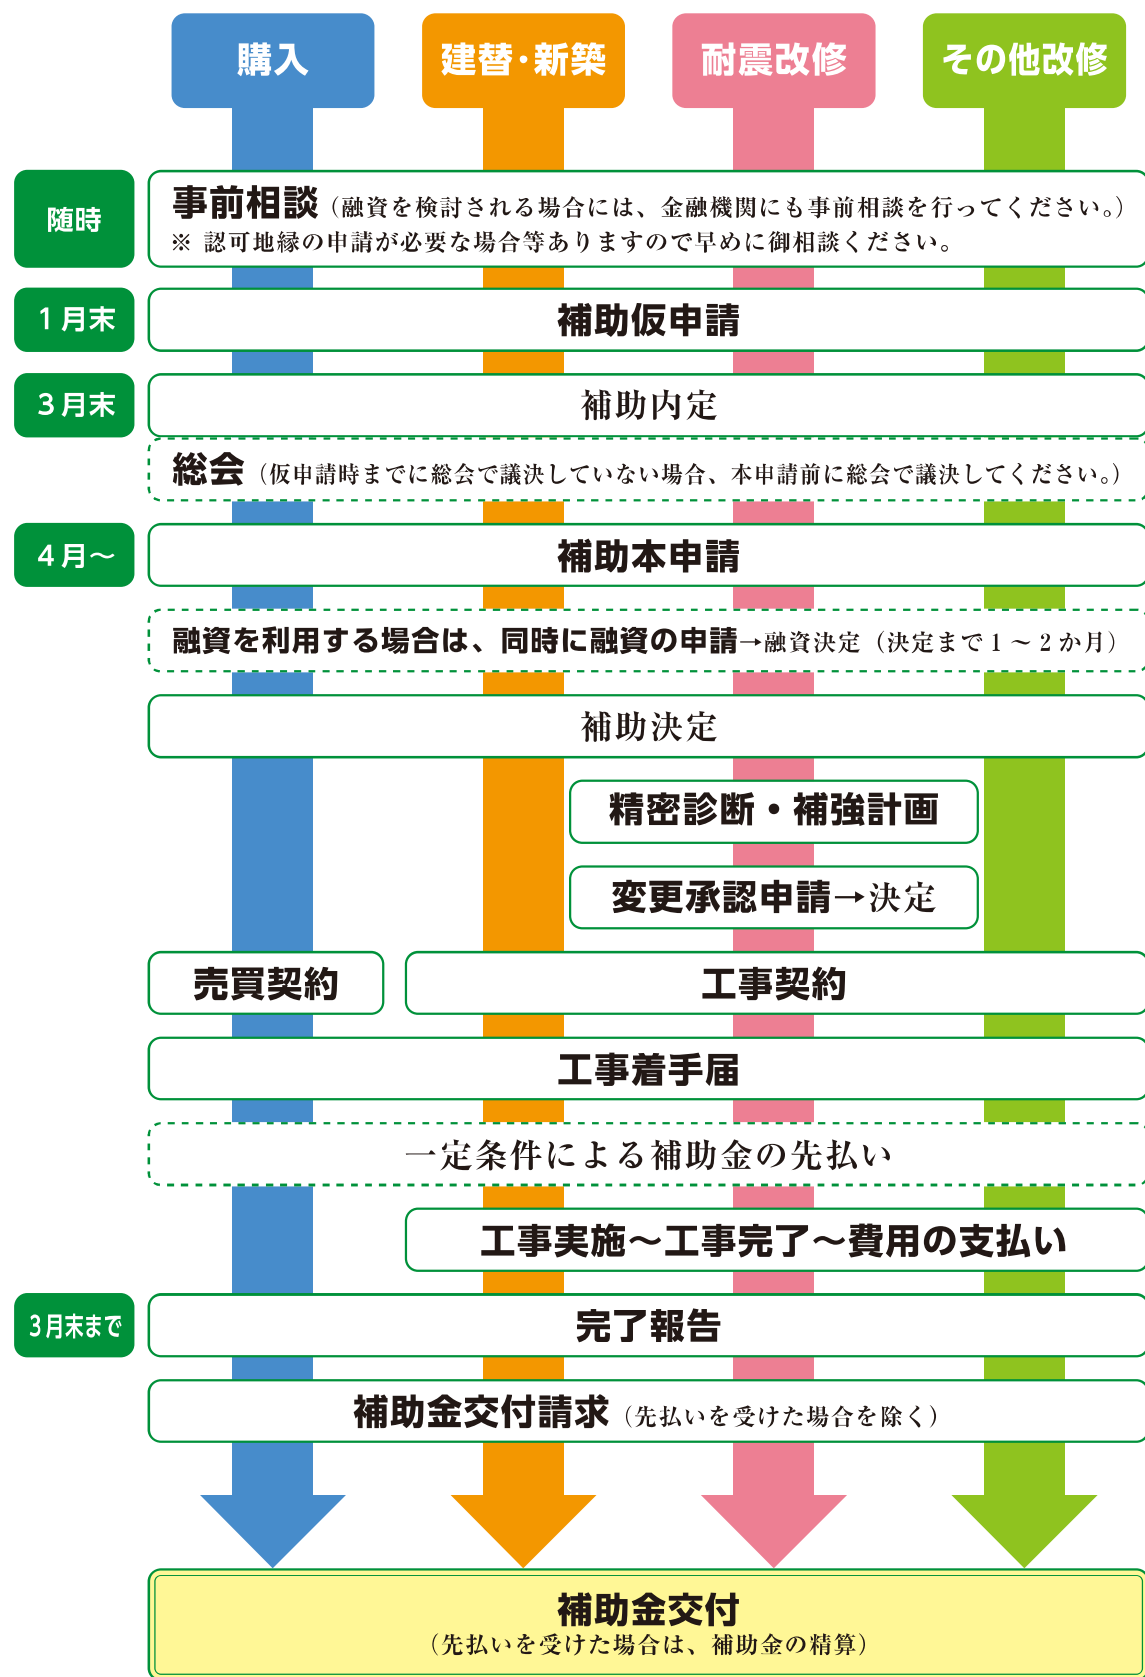 購入
建替・新築
耐震改修
その他改修
随時
事前相談（融資を検討される場合には、金融機関にも事前相談を行ってください。）
※ 認可地縁の申請が必要な場合等ありますので早めに御相談ください。
１月末
補助仮申請
３月末
補助内定
総会（仮申請時までに総会で議決していない場合、本申請前に総会で議決してください。）
４月～
補助本申請
融資を利用する場合は、同時に融資の申請→融資決定（決定まで１～２か月）
補助決定
精密診断・補強計画
変更承認申請→決定
売買契約
工事契約
工事着手届
一定条件による補助金の先払い
工事実施～工事完了～費用の支払い
３月末まで
完了報告
補助金交付請求（先払いを受けた場合を除く）
補助金交付
（先払いを受けた場合は、補助金の精算）